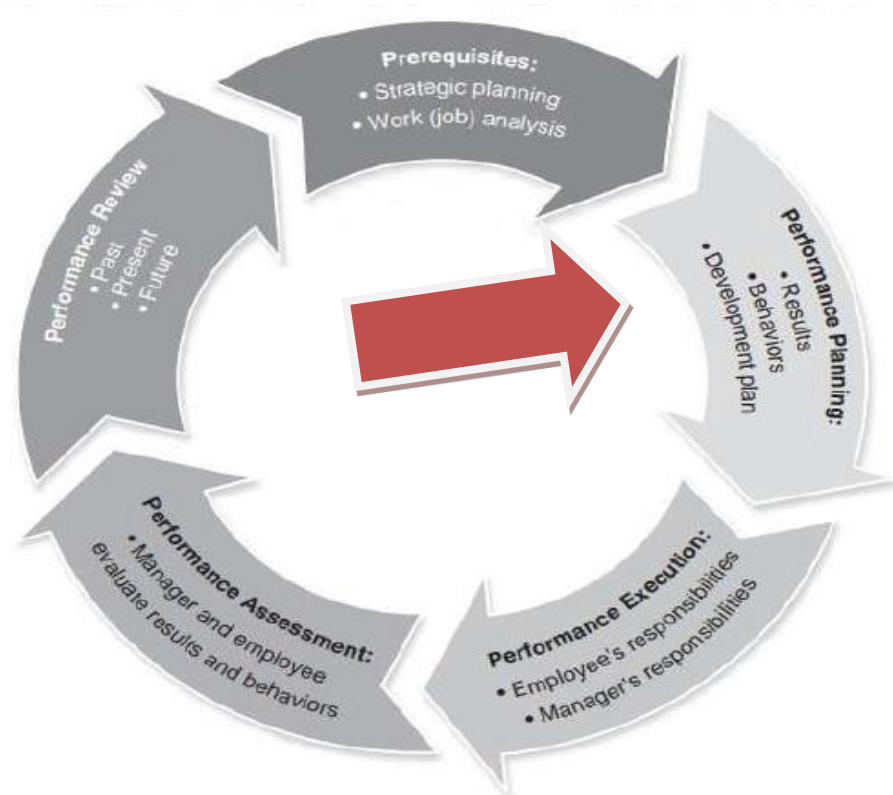 Prerequisites:
• Strategic planning
• Work (job) analysis
Performance Planning:
• Results
• Behaviors
• Development plan
Performance Execution:
• Employee's responsibilities
• Manager's responsibilities
Performance Assessment:
• Manager and employee
evaluate results and behaviors
Performance Review
• Past
• Present
• Future